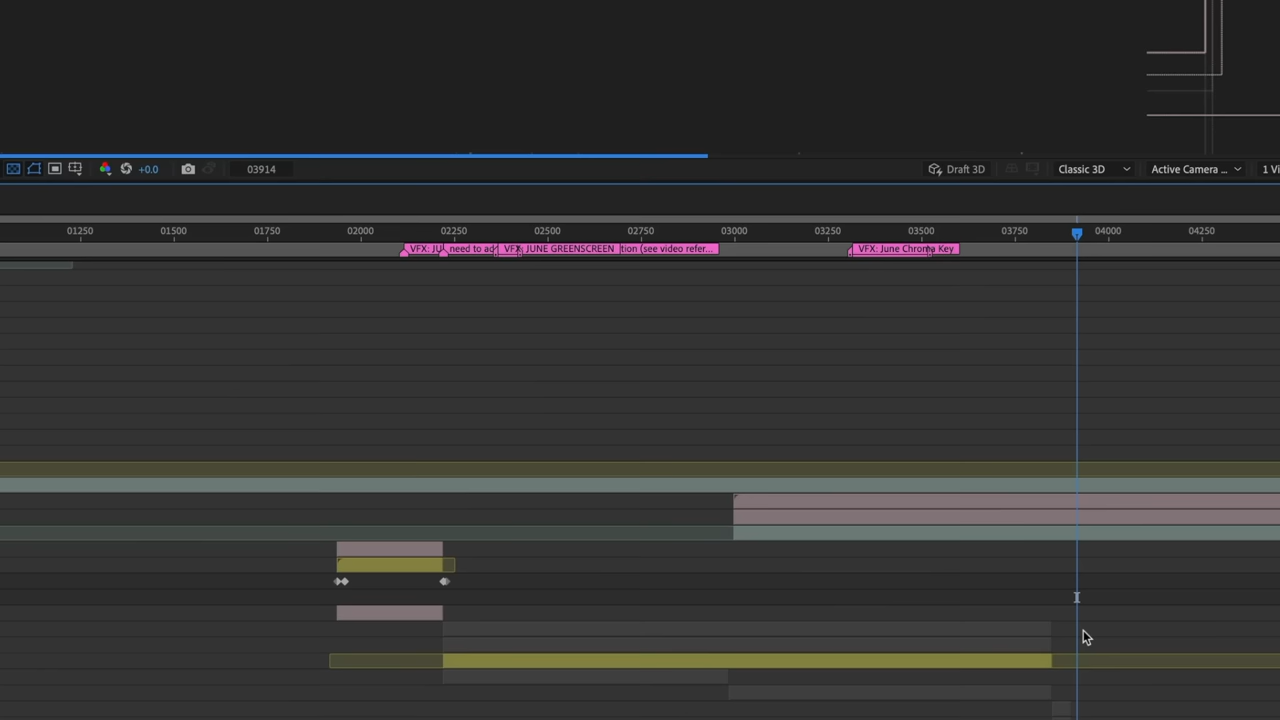 +0.0 03914 Draft 3D Classic 3D Active Camera ... 1 Vi
01250 01500 01750 02000 02250 02500 02750 03000 03250 03500 03750 04000 04250
VFX: JU need to ad VFX JUNE GREENSCREEN tion (see video refer... VFX: June Chroma Key